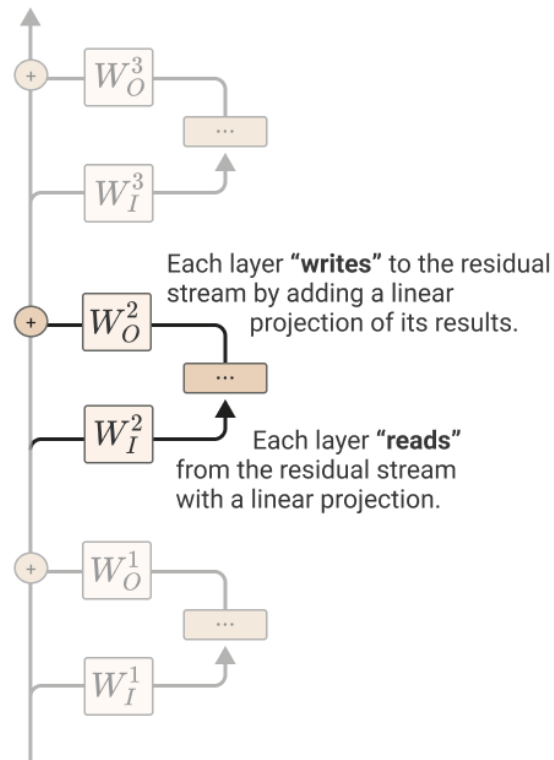 +
W_O^3
...
W_I^3
Each layer “writes” to the residual
stream by adding a linear
projection of its results.
+
W_O^2
...
W_I^2
Each layer “reads”
from the residual stream
with a linear projection.
+
W_O^1
...
W_I^1